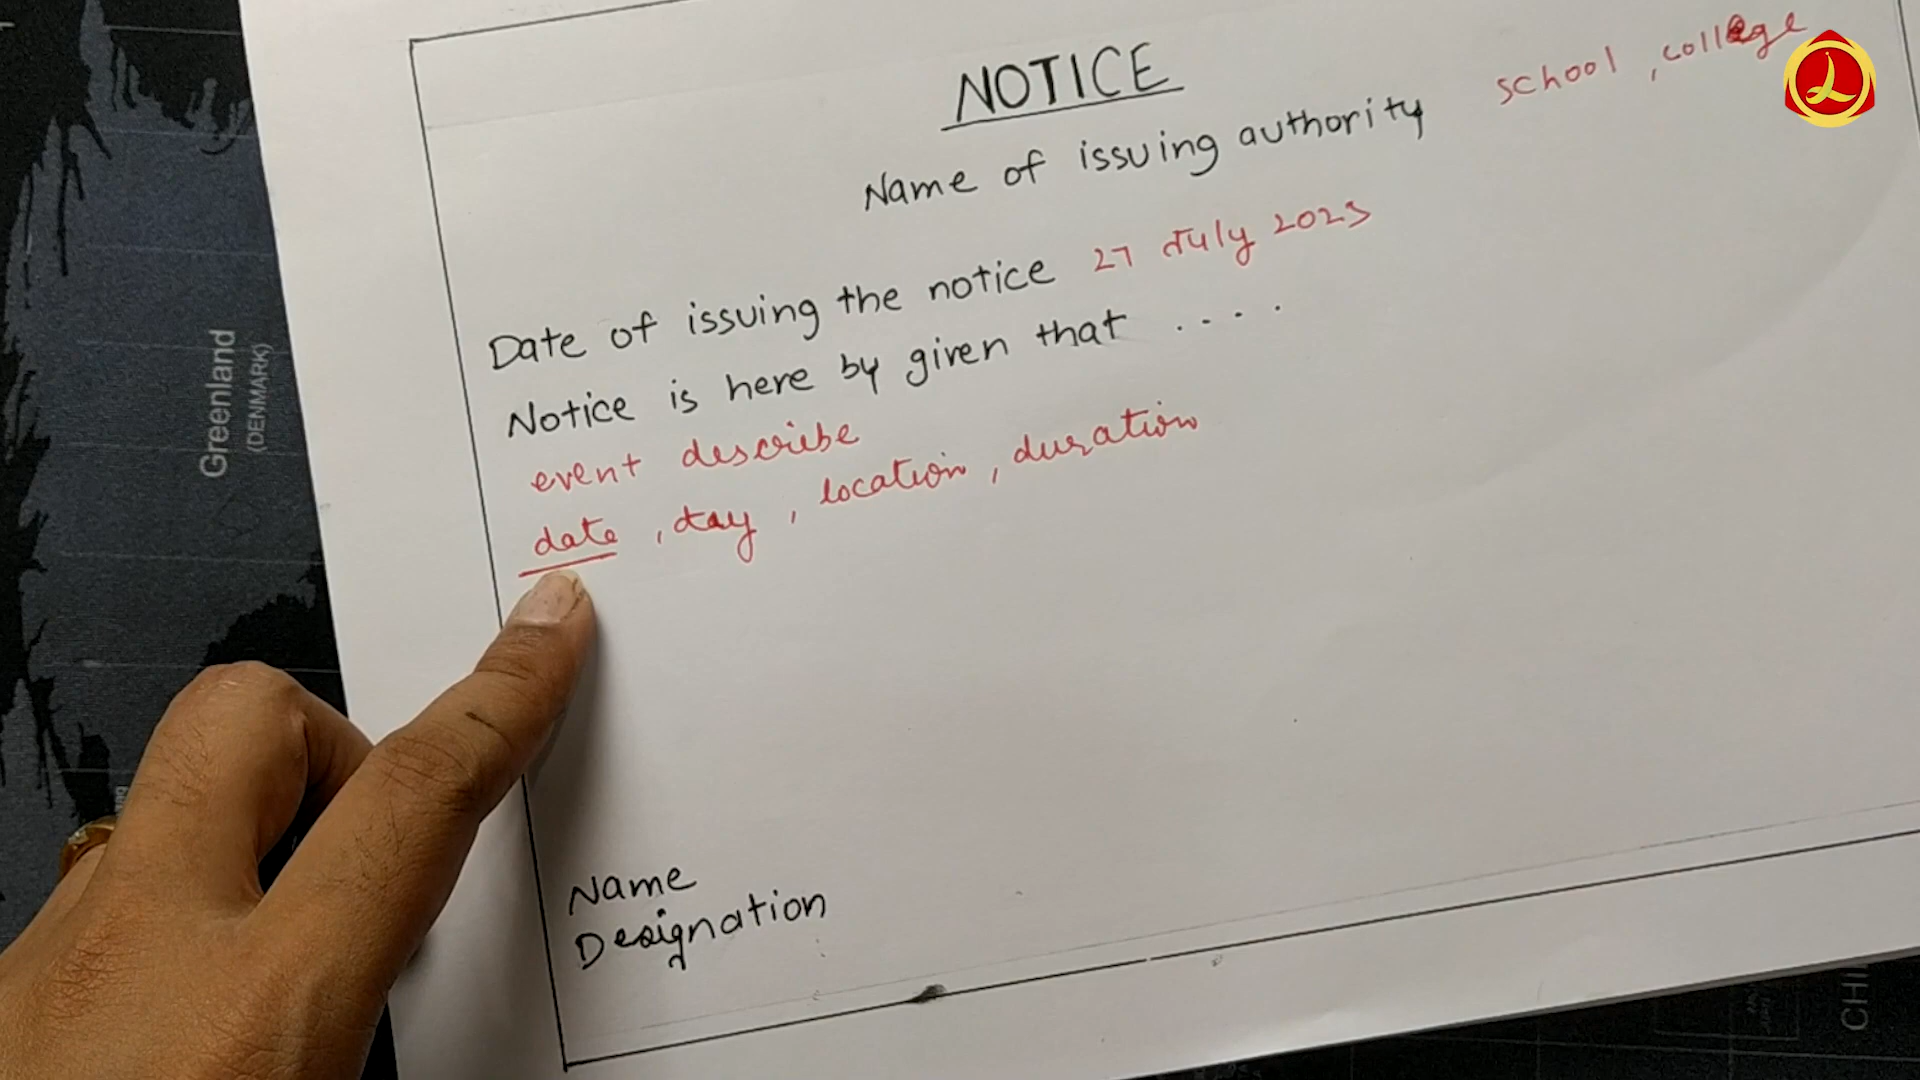 NOTICE
Name of issuing authority school, college
Date of issuing the notice 27 July 2023
Notice is here by given that ....
event describe
date, day, location, duration
Name
Designation
Greenland
(DENMARK)
CHI